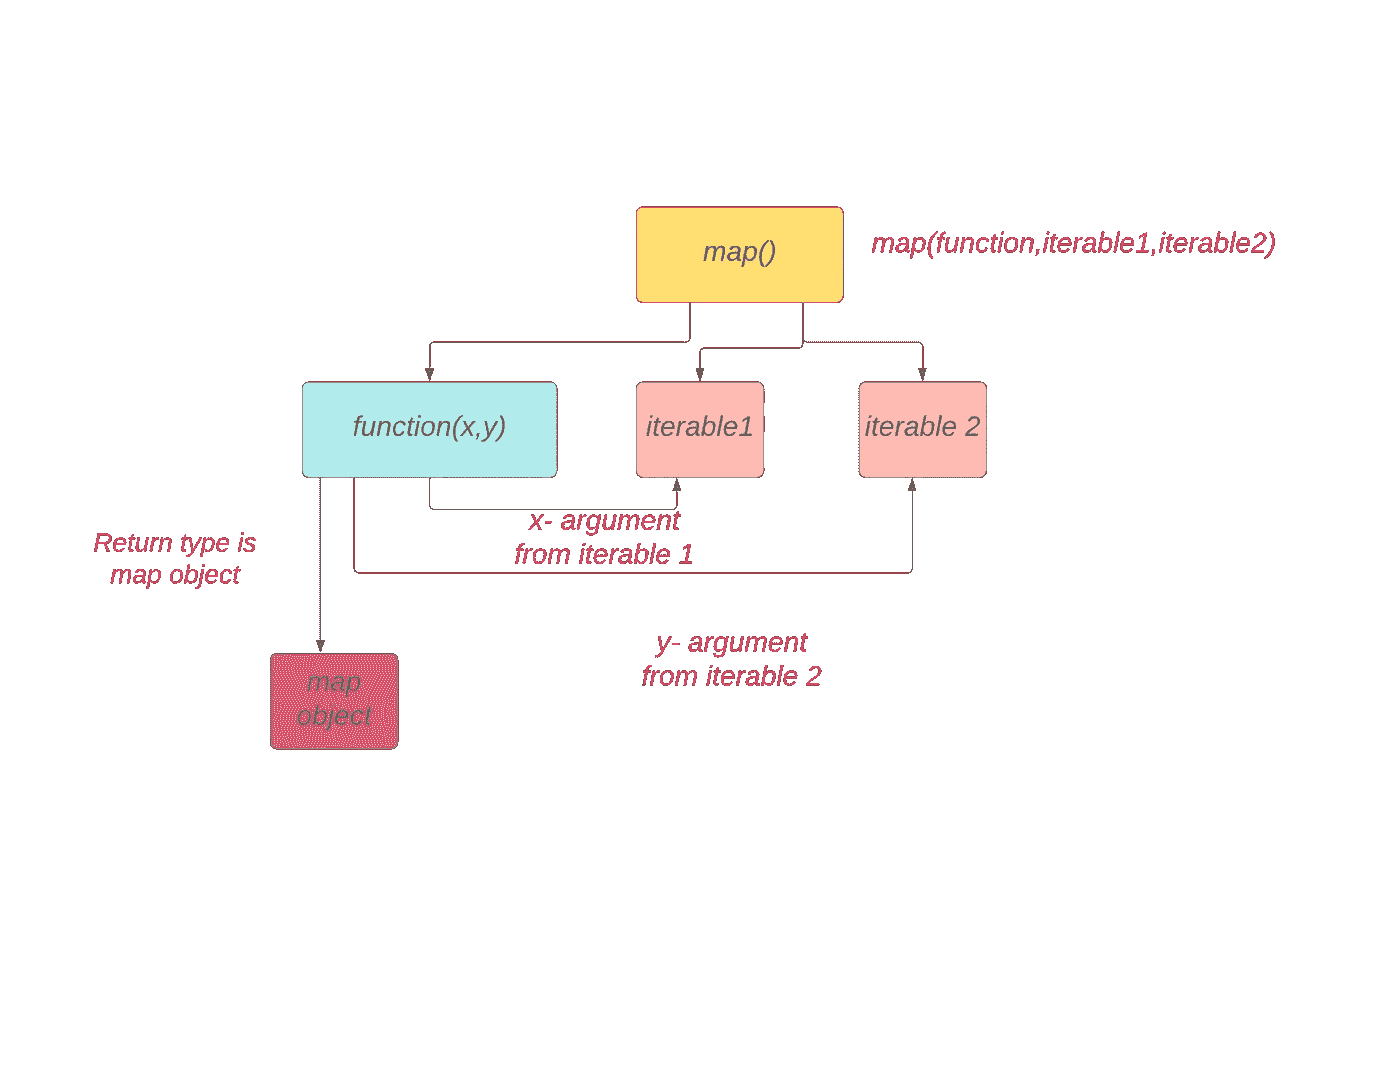 map()
map(function,iterable1,iterable2)
function(x,y)
iterable1
iterable 2
x- argument
from iterable 1
Return type is
map object
y- argument
from iterable 2
map
object